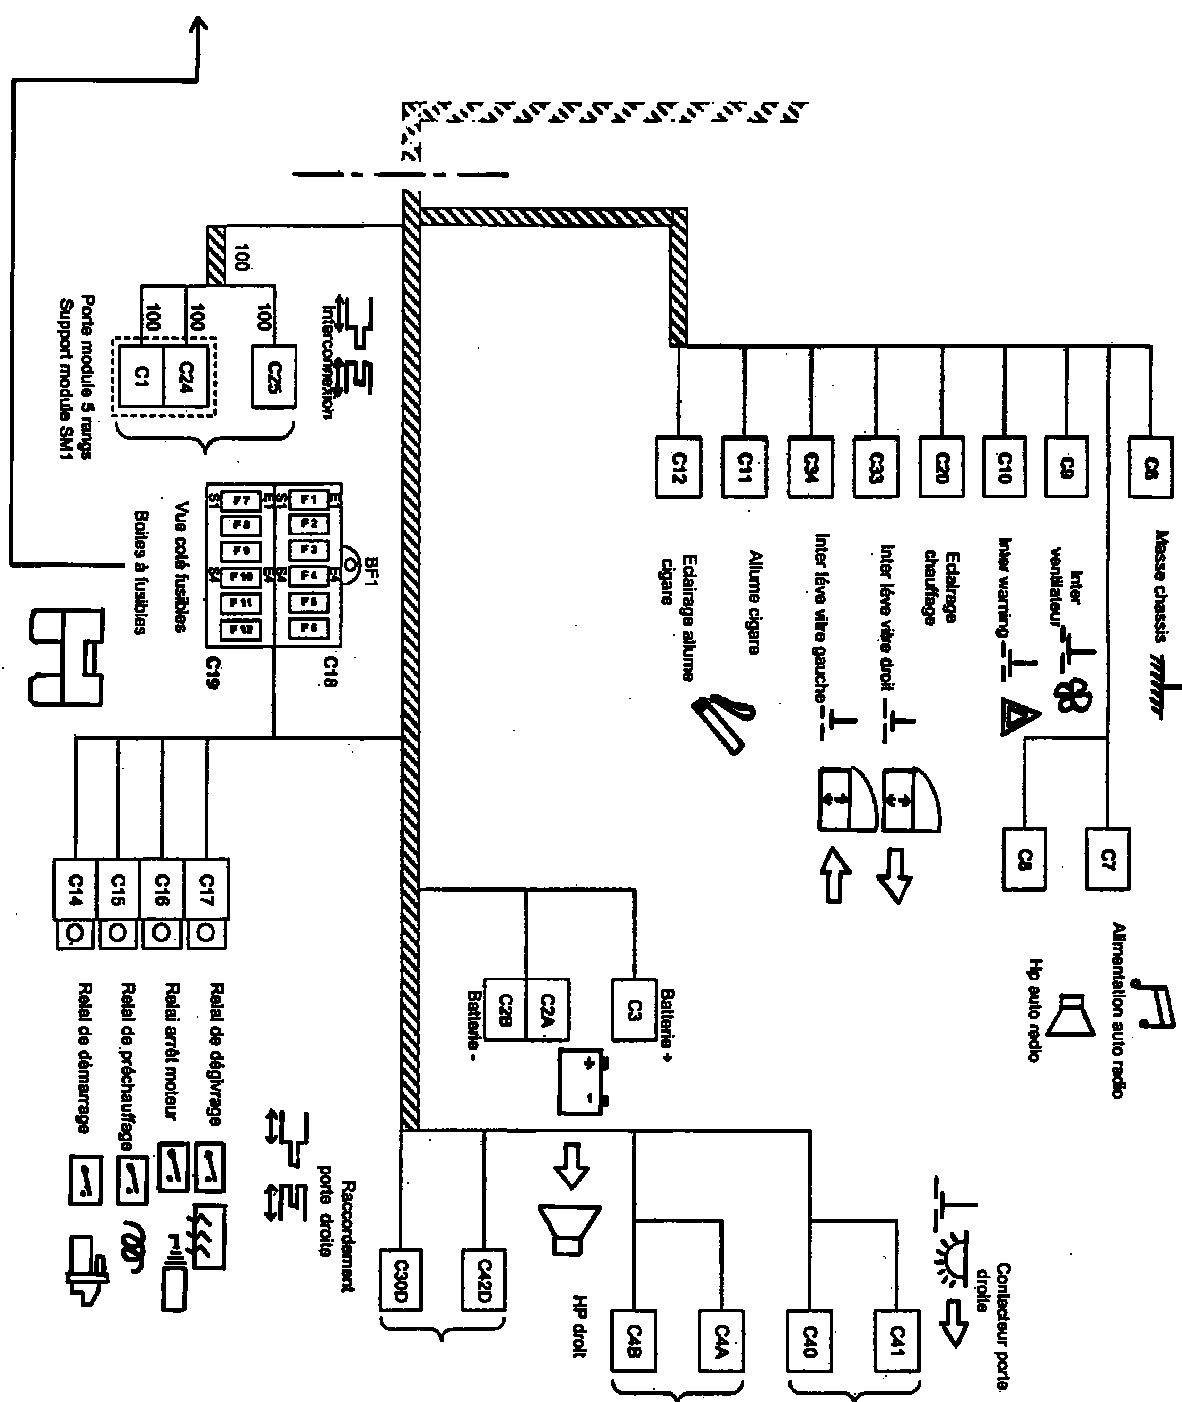 C6
Masse chassis
C9
Inter
ventilateur
C10
Inter warning
C20
Eclairage
chauffage
C33
Inter lève vitre droit
C34
Inter lève vitre gauche
C11
Allume cigare
C12
Eclairage allume
cigare
C7
Alimentation auto radio
C8
Hp auto radio
100
100
100
100
C25
C24
C1
Interconnexion
Porte module 5 rangs
Support module SM1
BF1
F1
F2
F3
F4
F5
F6
C18
F7
F8
F9
F10
F11
F12
C19
Vue coté fusibles
Boites à fusibles
C17
C16
C15
C14
Relai de dégivrage
Relai arrêt moteur
Relai de préchauffage
Relai de démarrage
C3
Batterie +
C2A
C2B
Batterie -
+
-
C41
C40
Contacteur porte
droite
C4A
C4B
HP droit
C42D
C30D
Raccordement
porte droite